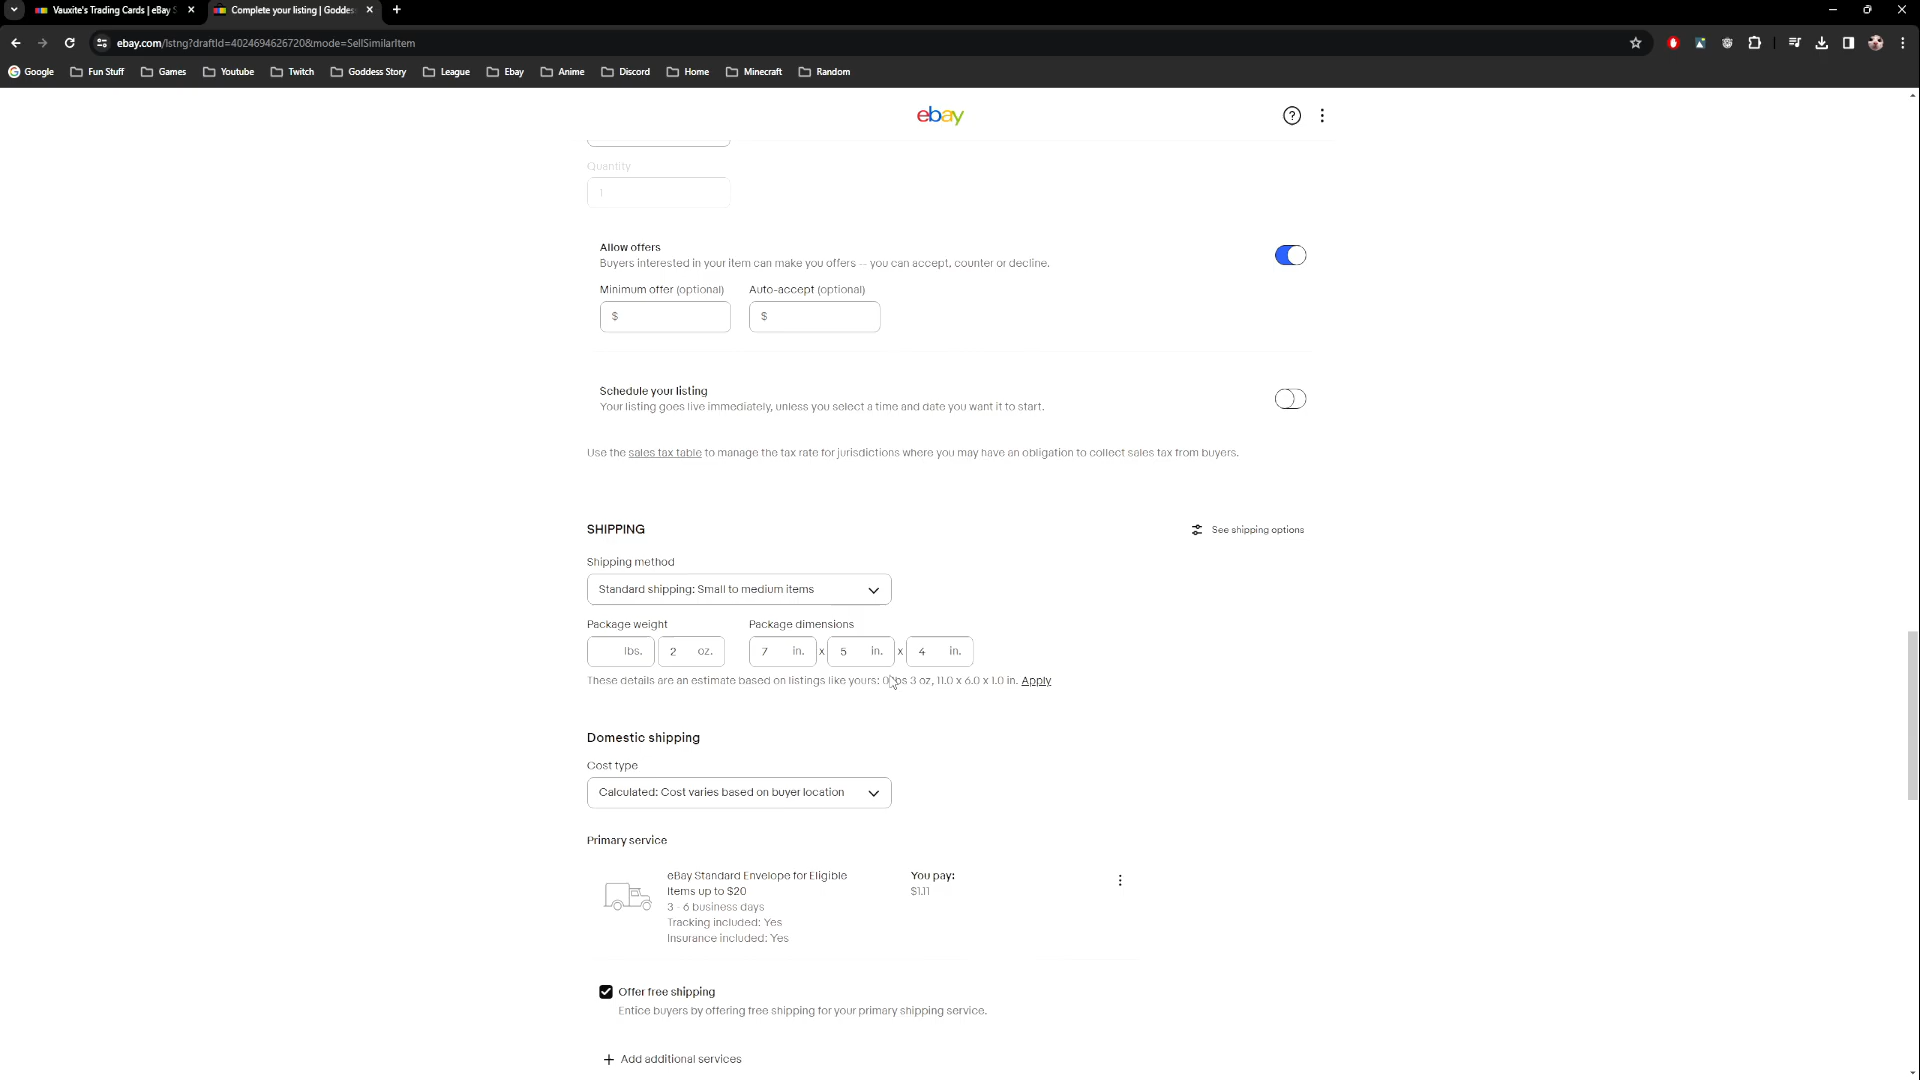 Vauxite's Trading Cards | eBay S
Complete your listing | Goddes
ebay.com/lstng?draftId=4024694626720&mode=SellSimilarItem
Google Fun Stuff Games Youtube Twitch Goddess Story League Ebay Anime Discord Home Minecraft Random
ebay
Quantity
1
Allow offers
Buyers interested in your item can make you offers -- you can accept, counter or decline.
Minimum offer (optional) Auto-accept (optional)
$ $
Schedule your listing
Your listing goes live immediately, unless you select a time and date you want it to start.
Use the sales tax table to manage the tax rate for jurisdictions where you may have an obligation to collect sales tax from buyers.
SHIPPING See shipping options
Shipping method
Standard shipping: Small to medium items
Package weight Package dimensions
lbs. 2 oz. 7 in. x 5 in. x 4 in.
These details are an estimate based on listings like yours: 0 lbs 3 oz, 11.0 x 6.0 x 1.0 in. Apply
Domestic shipping
Cost type
Calculated: Cost varies based on buyer location
Primary service
eBay Standard Envelope for Eligible You pay:
Items up to $20 $1.11
3 - 6 business days
Tracking included: Yes
Insurance included: Yes
Offer free shipping
Entice buyers by offering free shipping for your primary shipping service.
+ Add additional services